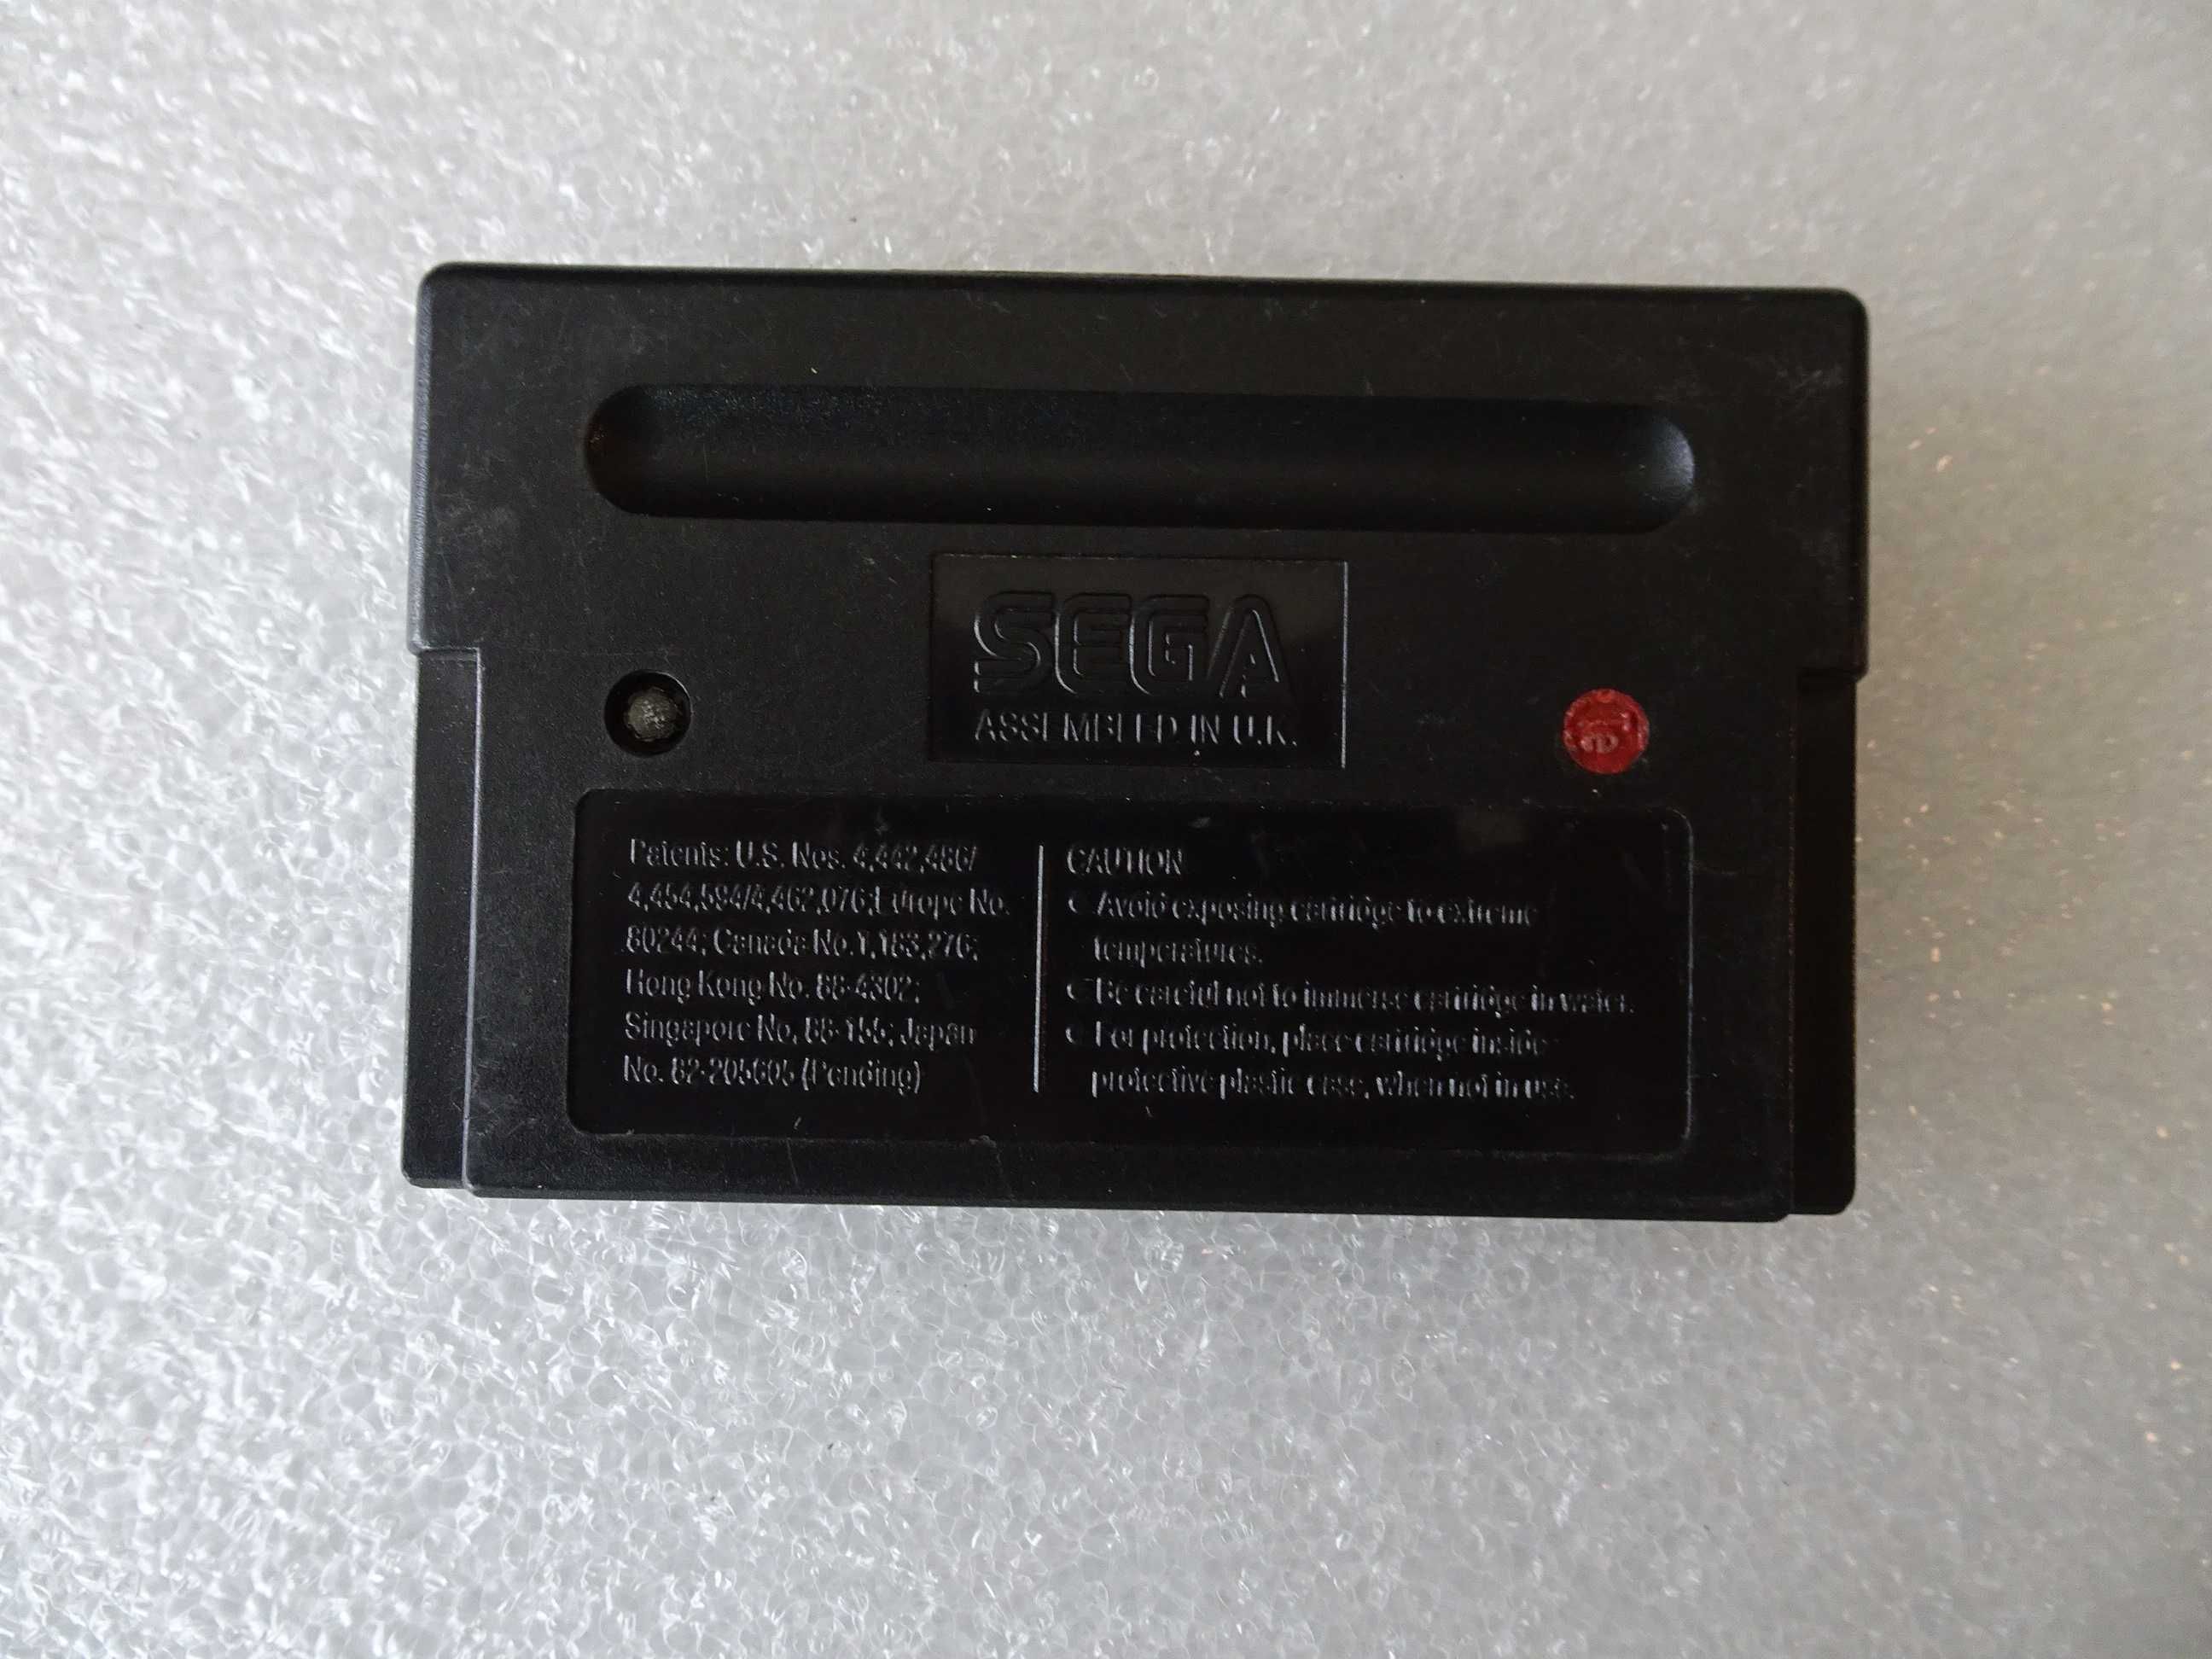 SEGA
ASSEMBLED IN U.K.
Patents: U.S. Nos. 4,442,486/
4,454,594/4,462,076;Europe No.
80244; Canada No.1,183,276;
Hong Kong No. 88-4302;
Singapore No. 88-155; Japan
No. 82-205605 (Pending)
CAUTION
● Avoid exposing cartridge to extreme
temperatures.
● Be careful not to immerse cartridge in water.
● For protection, place cartridge inside
protective plastic case, when not in use.